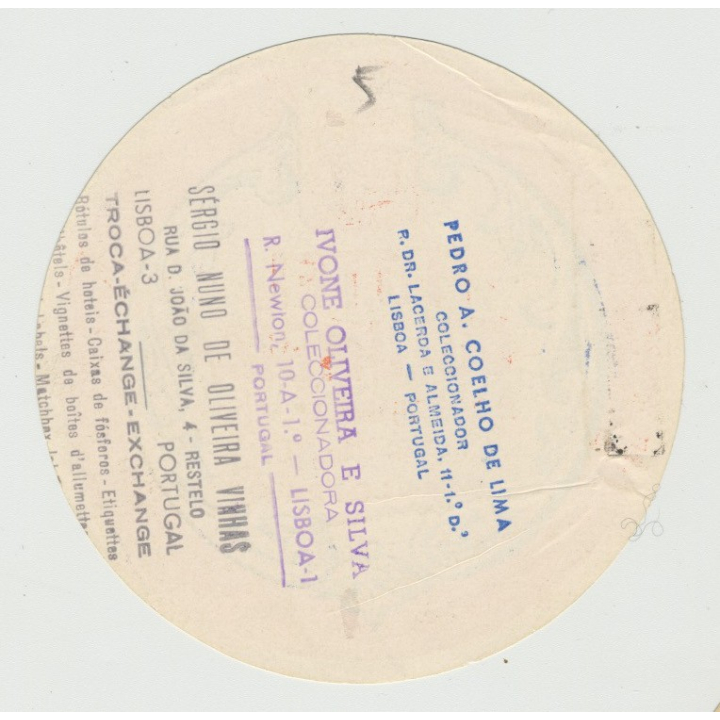 PEDRO A. COELHO DE LIMA
COLECCIONADOR
R. DR. LACERDA E ALMEIDA, 11-1.º D.º
LISBOA — PORTUGAL
IVONE OLIVEIRA E SILVA
COLECCIONADORA
R. Newton, 10-A-1.º — LISBOA-1
PORTUGAL
SÉRGIO NUNO DE OLIVEIRA VINHAS
RUA D. JOÃO DA SILVA, 4 - RESTELO
LISBOA-3 PORTUGAL
TROCA-ÉCHANGE-EXCHANGE
Rótulos de hoteis - Caixas de fósforos - Etiquettes
- Vignettes de boîtes d'allumettes